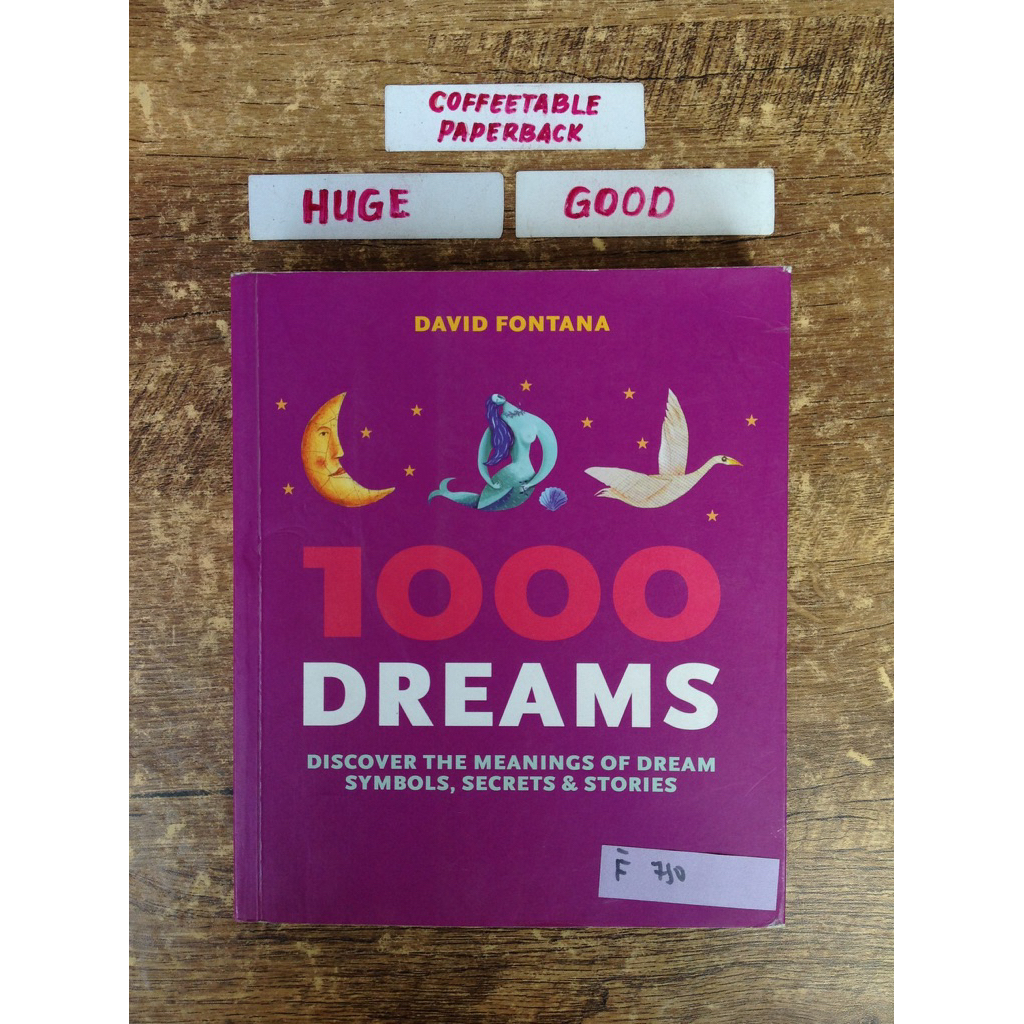 COFFEETABLE
PAPERBACK
HUGE
GOOD
DAVID FONTANA
1000
DREAMS
DISCOVER THE MEANINGS OF DREAM
SYMBOLS, SECRETS & STORIES
F